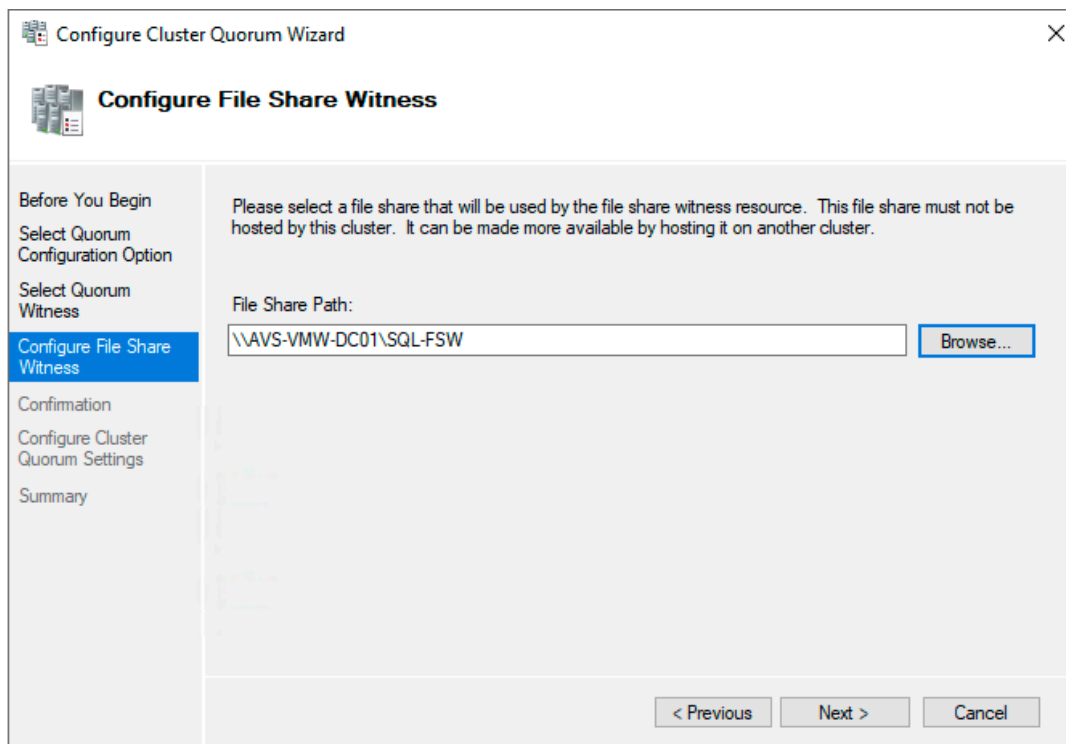 Configure Cluster Quorum Wizard
Configure File Share Witness
Before You Begin
Select Quorum
Configuration Option
Select Quorum
Witness
Configure File Share
Witness
Confirmation
Configure Cluster
Quorum Settings
Summary
Please select a file share that will be used by the file share witness resource.  This file share must not be
hosted by this cluster.  It can be made more available by hosting it on another cluster.
File Share Path:
\\AVS-VMW-DC01\SQL-FSW
Browse...
< Previous
Next >
Cancel